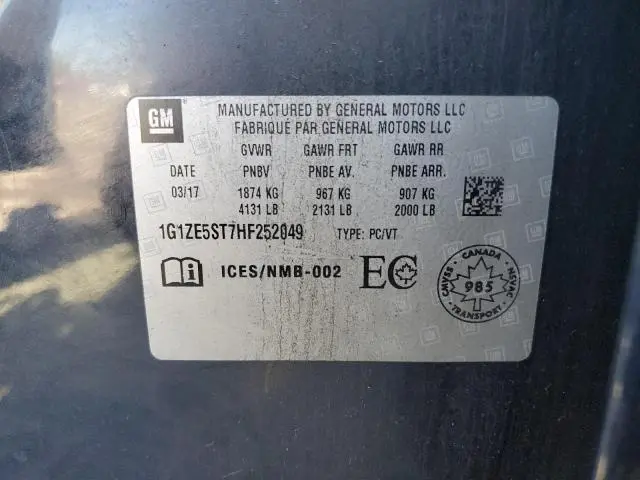 GM
MANUFACTURED BY GENERAL MOTORS LLC
FABRIQUÉ PAR GENERAL MOTORS LLC
GVWR GAWR FRT GAWR RR
DATE PNBV PNBE AV. PNBE ARR.
03/17 1874 KG 967 KG 907 KG
4131 LB 2131 LB 2000 LB
1G1ZE5ST7HF252049 TYPE: PC/VT
ICES/NMB-002 EC
CANADA
CMVSS 985 NSVAC
TRANSPORT